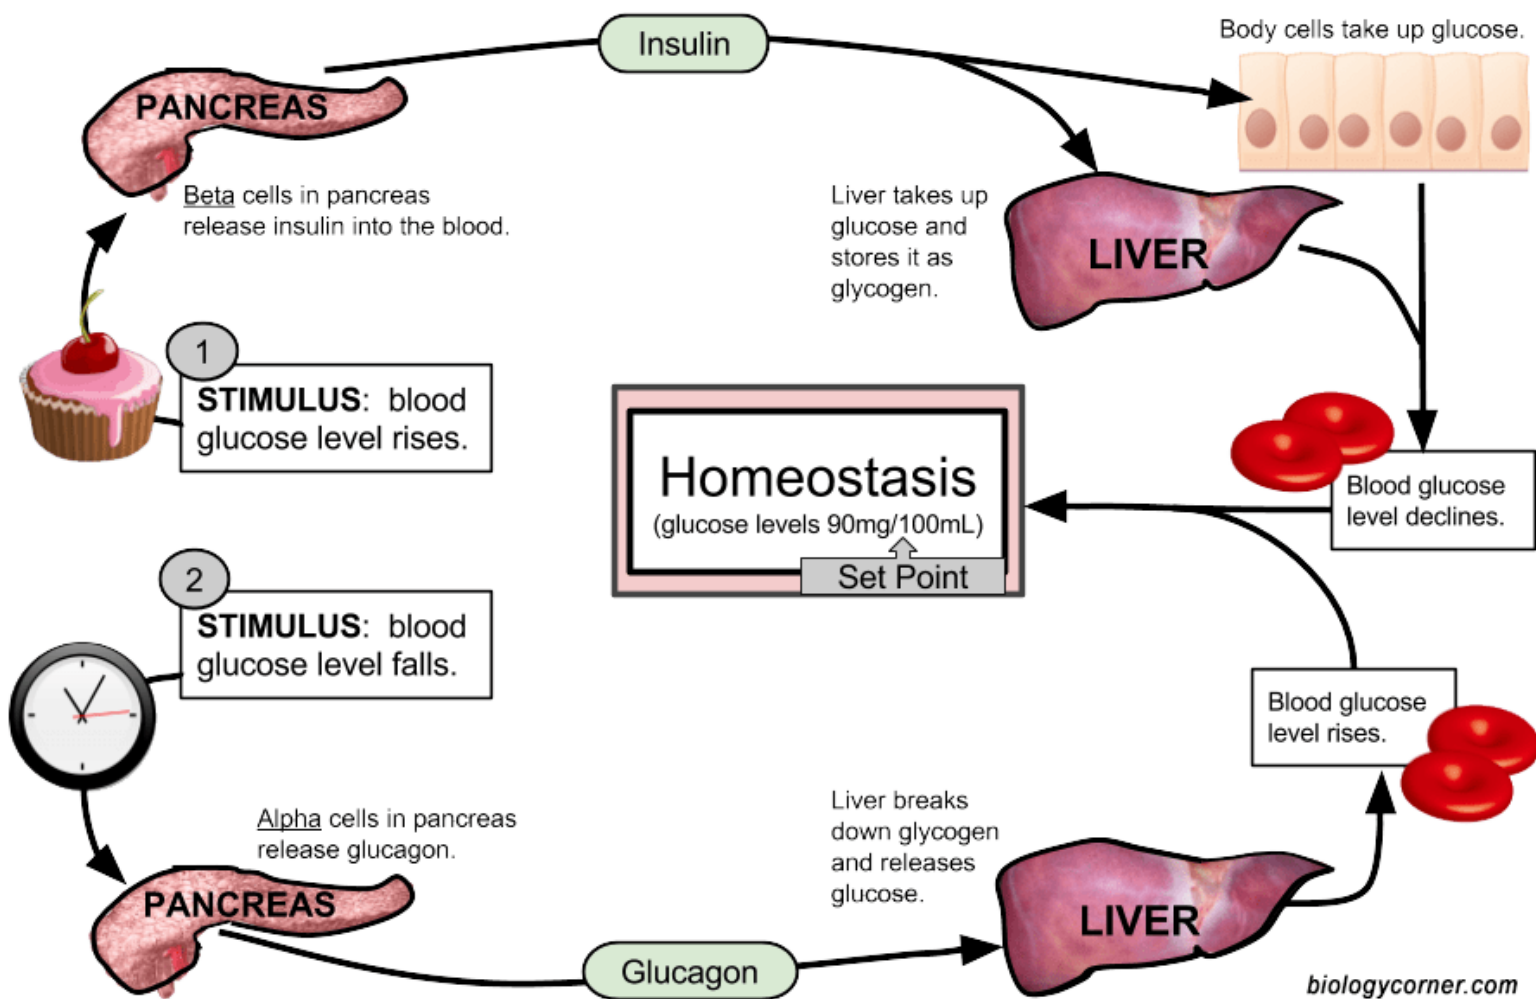 Insulin
Body cells take up glucose.
PANCREAS
Beta cells in pancreas
release insulin into the blood.
Liver takes up
glucose and
stores it as
glycogen.
LIVER
1
STIMULUS: blood
glucose level rises.
Homeostasis
(glucose levels 90mg/100mL)
Set Point
Blood glucose
level declines.
2
STIMULUS: blood
glucose level falls.
Blood glucose
level rises.
Alpha cells in pancreas
release glucagon.
PANCREAS
Liver breaks
down glycogen
and releases
glucose.
LIVER
Glucagon
biologycorner.com